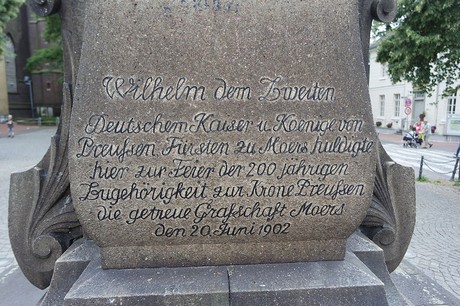 Wilhelm dem Zweiten
Deutschem Kaiser u. Koenige von
Preußen Fürsten zu Moers huldigte
hier zur Feier der 200 jährigen
Zugehörigkeit zur Krone Preußen
die getreue Grafschaft Moers
den 20. Juni 1902